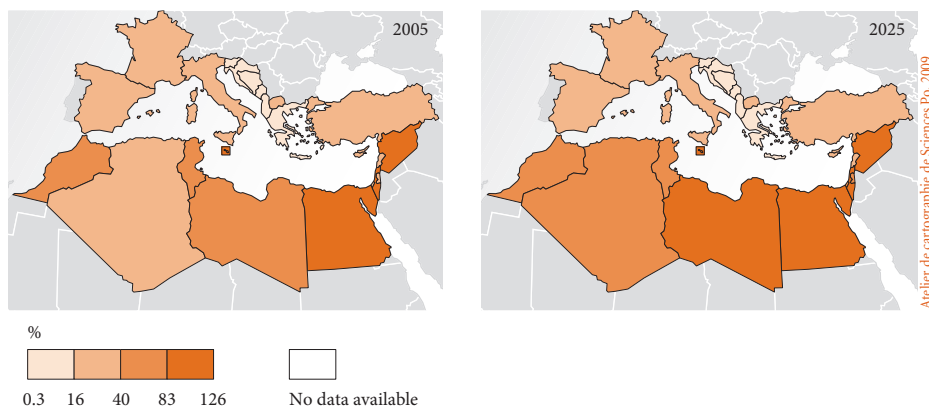 2005
2025
Atelier de cartographie de Sciences Po, 2009
%
0.3 16 40 83 126
No data available